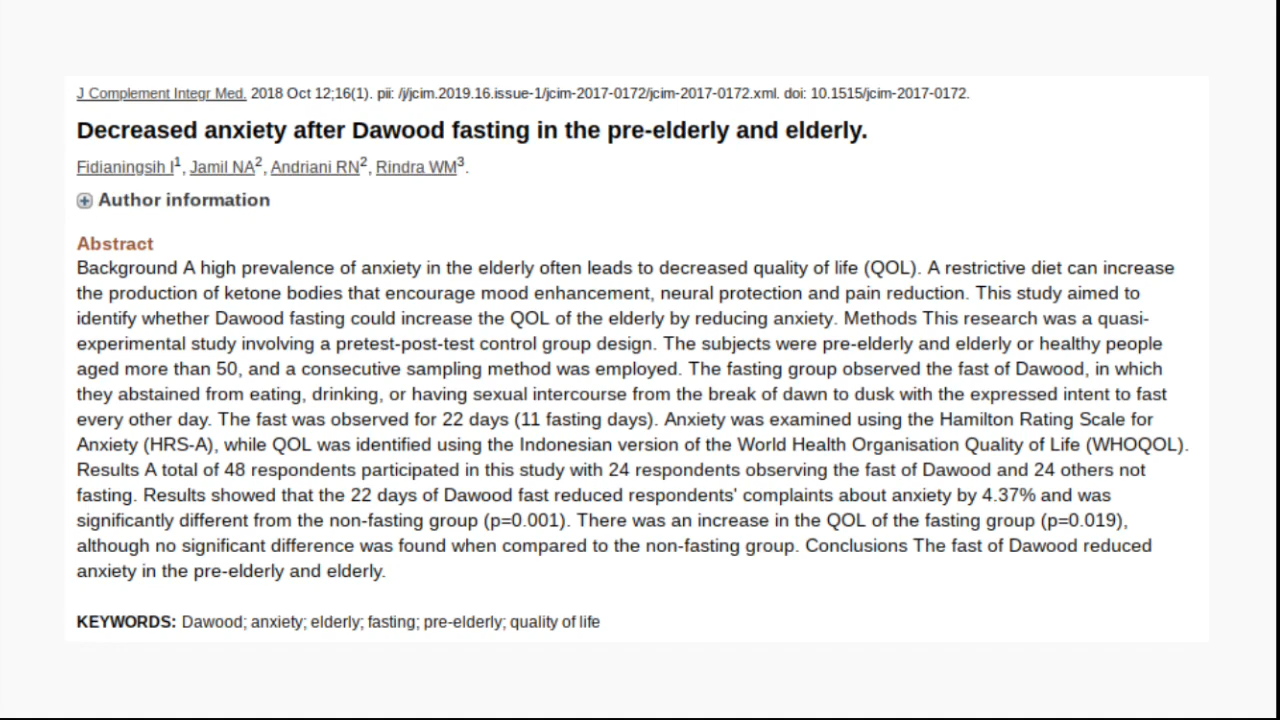 J Complement Integr Med. 2018 Oct 12;16(1). pii: /j/jcim.2019.16.issue-1/jcim-2017-0172/jcim-2017-0172.xml. doi: 10.1515/jcim-2017-0172.
Decreased anxiety after Dawood fasting in the pre-elderly and elderly.
Fidianingsih I1, Jamil NA2, Andriani RN2, Rindra WM3.
Author information
Abstract
Background A high prevalence of anxiety in the elderly often leads to decreased quality of life (QOL). A restrictive diet can increase
the production of ketone bodies that encourage mood enhancement, neural protection and pain reduction. This study aimed to
identify whether Dawood fasting could increase the QOL of the elderly by reducing anxiety. Methods This research was a quasi-
experimental study involving a pretest-post-test control group design. The subjects were pre-elderly and elderly or healthy people
aged more than 50, and a consecutive sampling method was employed. The fasting group observed the fast of Dawood, in which
they abstained from eating, drinking, or having sexual intercourse from the break of dawn to dusk with the expressed intent to fast
every other day. The fast was observed for 22 days (11 fasting days). Anxiety was examined using the Hamilton Rating Scale for
Anxiety (HRS-A), while QOL was identified using the Indonesian version of the World Health Organisation Quality of Life (WHOQOL).
Results A total of 48 respondents participated in this study with 24 respondents observing the fast of Dawood and 24 others not
fasting. Results showed that the 22 days of Dawood fast reduced respondents' complaints about anxiety by 4.37% and was
significantly different from the non-fasting group (p=0.001). There was an increase in the QOL of the fasting group (p=0.019),
although no significant difference was found when compared to the non-fasting group. Conclusions The fast of Dawood reduced
anxiety in the pre-elderly and elderly.
KEYWORDS: Dawood; anxiety; elderly; fasting; pre-elderly; quality of life